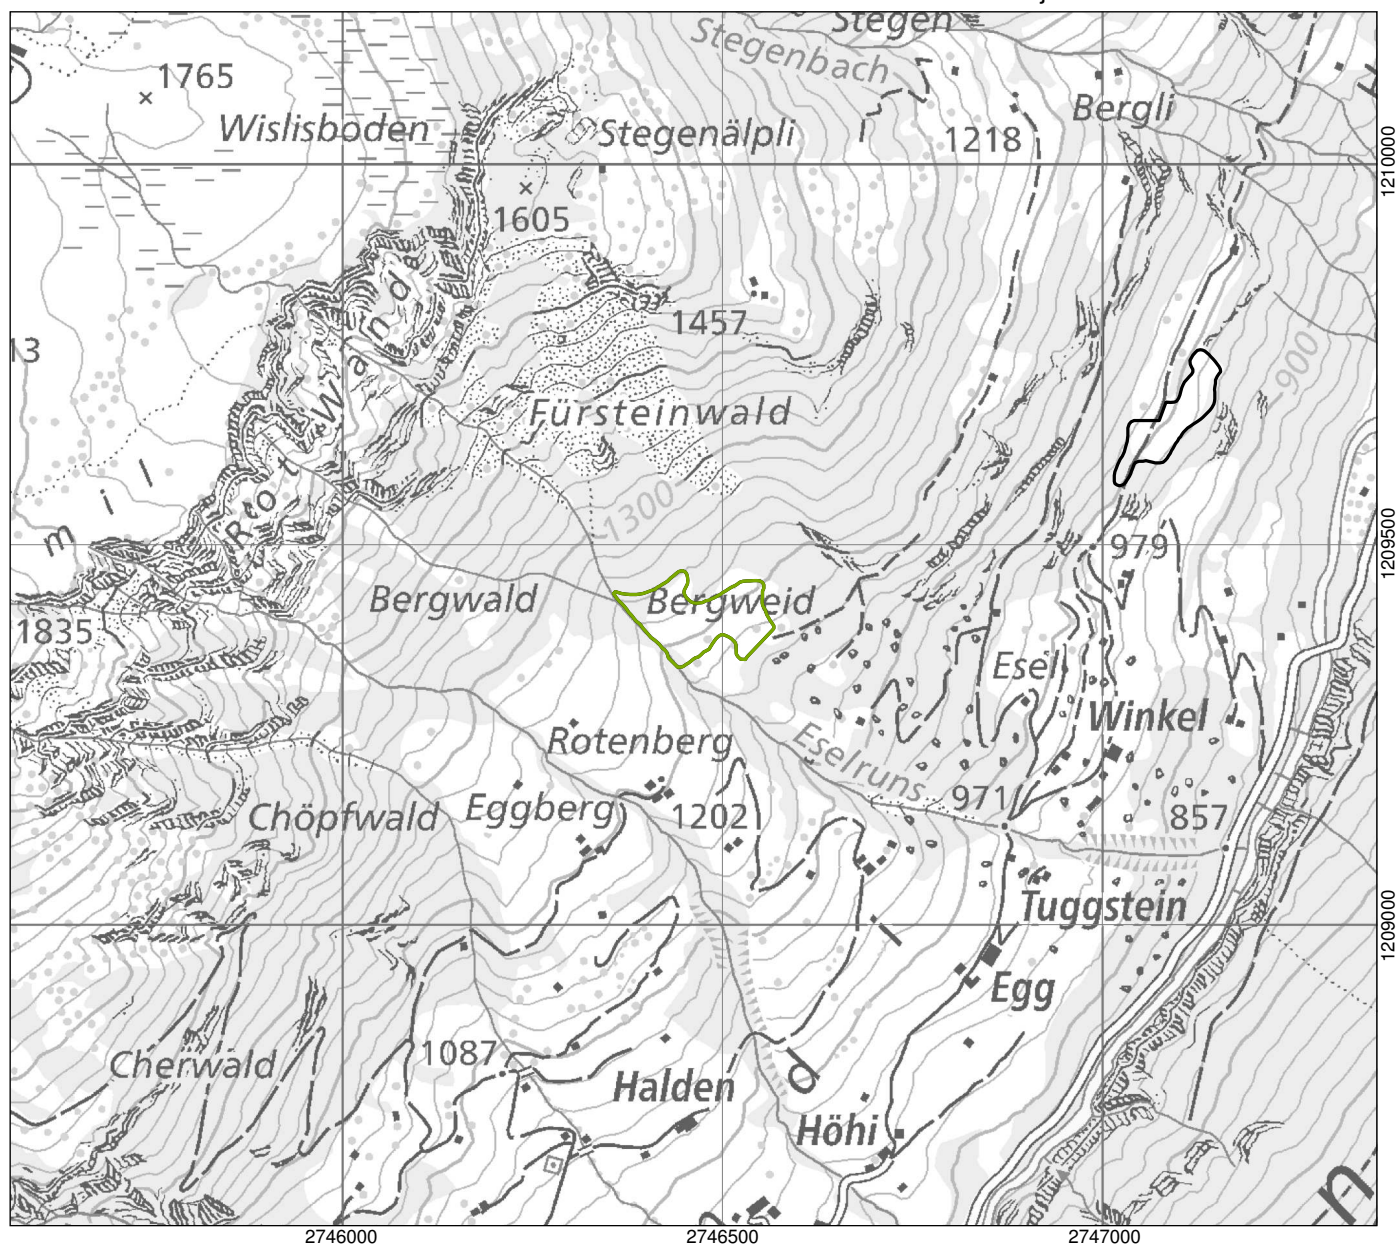 Stegen
Stegenbach
1765
Bergli
Wislisboden
Stegenälpli
1218
1210000
1605
Rot Wand
1457
13
900
Fürsteinwald
mil
1300
979
1209500
Bergwald
Bergweid
1835
Esel
Winkel
Rotenberg
Eselruns
971
Eggberg
1202
857
Chöpfwald
Tuggstein
1209000
Egg
1087
Cherwald
Halden
d
Höhi
n
2746000
2746500
2747000